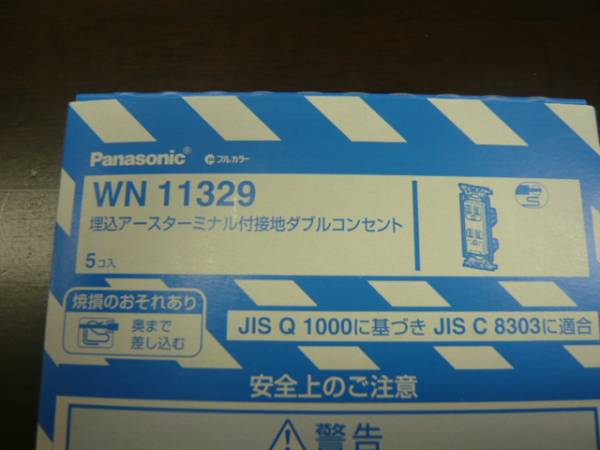 Panasonic® フルカラー
WN 11329
埋込アースターミナル付接地ダブルコンセント
5コ入
焼損のおそれあり
奥まで
差し込む
JIS Q 1000に基づき JIS C 8303に適合
安全上のご注意
警告